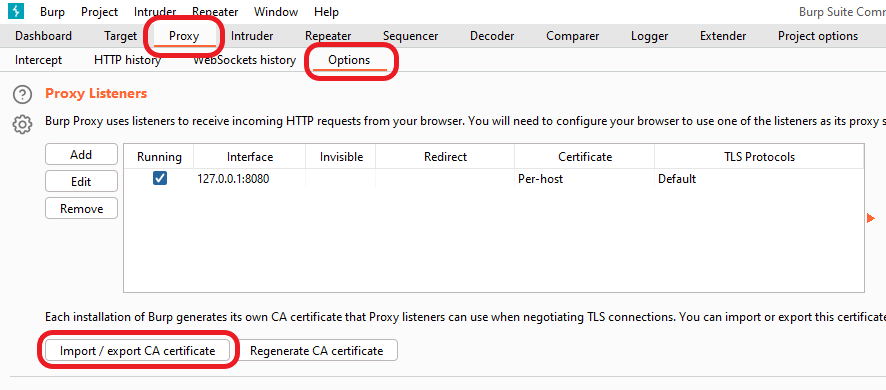 Burp Project Intruder Repeater Window Help Burp Suite Comm
Dashboard Target Proxy Intruder Repeater Sequencer Decoder Comparer Logger Extender Project options
Intercept HTTP history WebSockets history Options
Proxy Listeners
Burp Proxy uses listeners to receive incoming HTTP requests from your browser. You will need to configure your browser to use one of the listeners as its proxy s
Add
Edit
Remove
Running Interface Invisible Redirect Certificate TLS Protocols
127.0.0.1:8080 Per-host Default
Each installation of Burp generates its own CA certificate that Proxy listeners can use when negotiating TLS connections. You can import or export this certificate
Import / export CA certificate Regenerate CA certificate